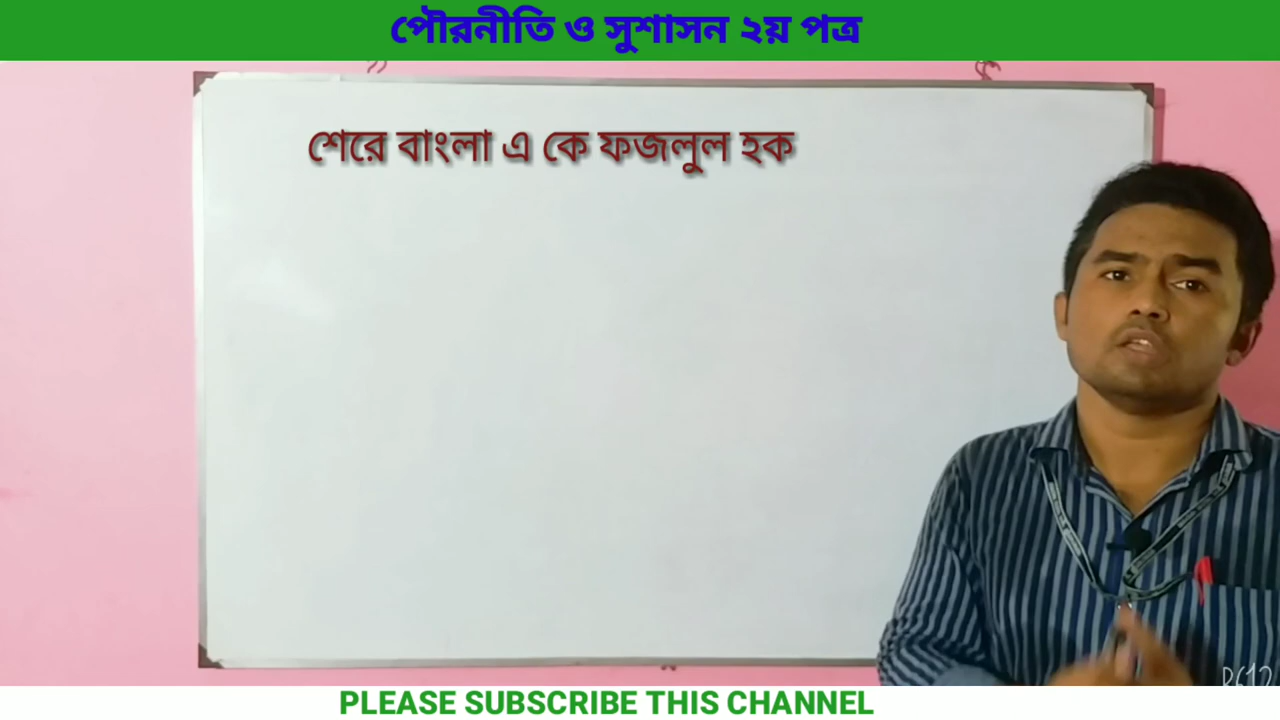 পৌরনীতি ও সুশাসন ২য় পত্র
শেরে বাংলা এ কে ফজলুল হক
PLEASE SUBSCRIBE THIS CHANNEL